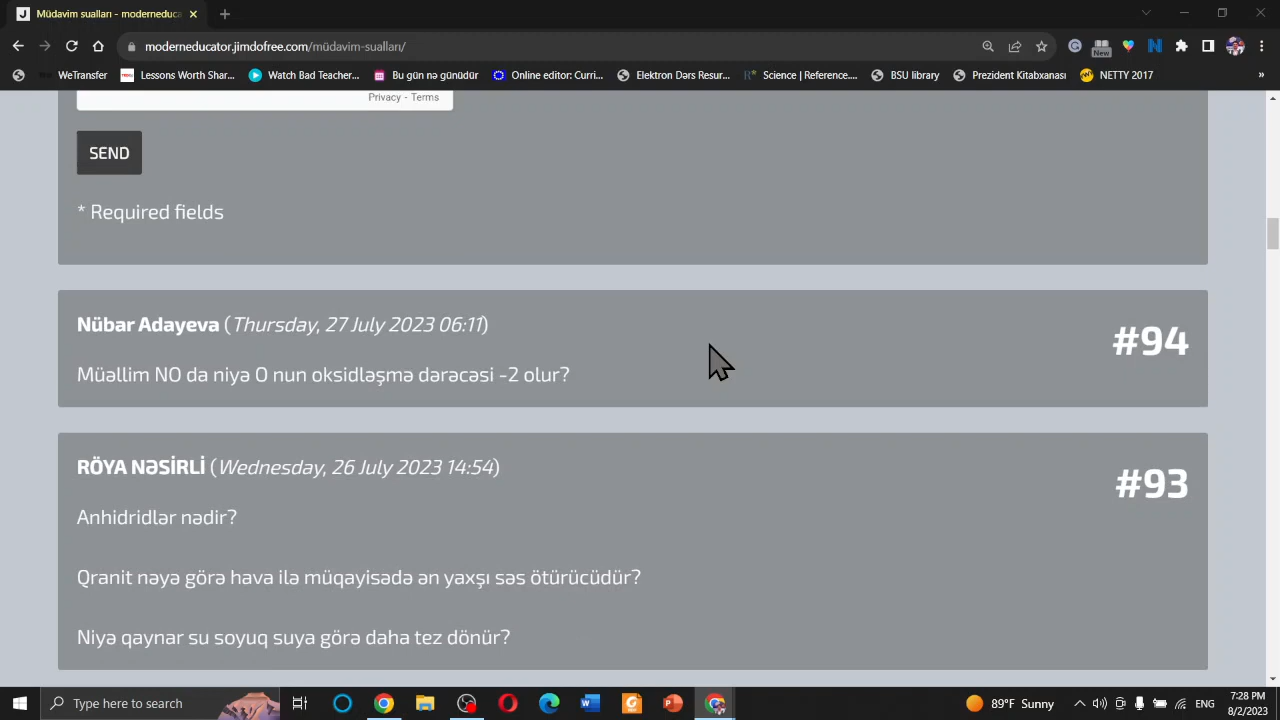 Müdavim sualları - moderneduca
moderneducator.jimdofree.com/müdavim-sualları/
New
WeTransfer
Lessons Worth Shar...
Watch Bad Teacher...
Bu gün nə günüdür
Online editor: Curri...
Elektron Dərs Resur...
Science | Reference....
BSU library
Prezident Kitabxanası
NETTY 2017
»
Privacy - Terms
SEND
* Required fields
Nübar Adayeva (Thursday, 27 July 2023 06:11)
#94
Müəllim NO da niyə O nun oksidləşmə dərəcəsi -2 olur?
RÖYA NƏSİRLİ (Wednesday, 26 July 2023 14:54)
#93
Anhidridlər nədir?
Qranit nəyə görə hava ilə müqayisədə ən yaxşı səs ötürücüdür?
Niyə qaynar su soyuq suya görə daha tez dönür?
Type here to search
89°F Sunny
ENG
7:28 PM
8/2/2023